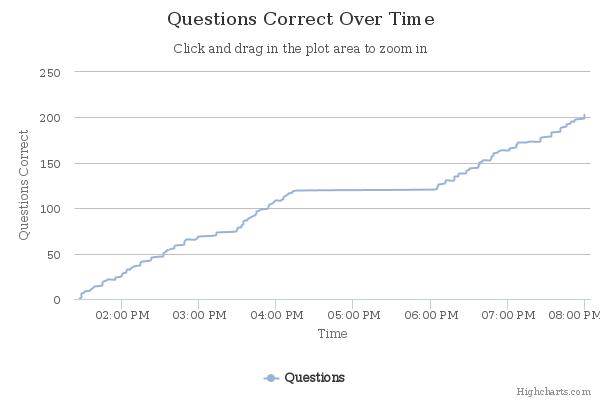 Questions Correct Over Time
Click and drag in the plot area to zoom in
Questions Correct
250
200
150
100
50
0
02:00 PM 03:00 PM 04:00 PM 05:00 PM 06:00 PM 07:00 PM 08:00 PM
Time
Questions
Highcharts.com